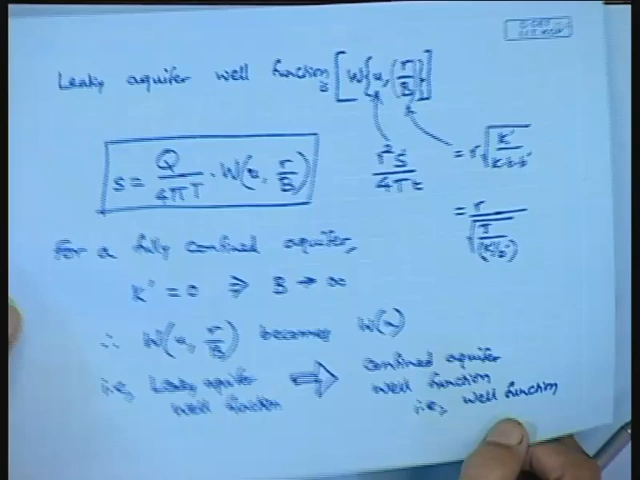 Leaky aquifer well function = [W{u, (r/B)}]
s = Q/4πT · W(u, r/B)
r²S/4Tt
= r√(K'/Kbb')
= r/√(T/(K'/b'))
For a fully confined aquifer,
K' = 0 ⇒ B → ∞
∴ W(u, r/B) becomes W(u)
i.e., Leaky aquifer well function ⇒ confined aquifer well function
i.e., well function